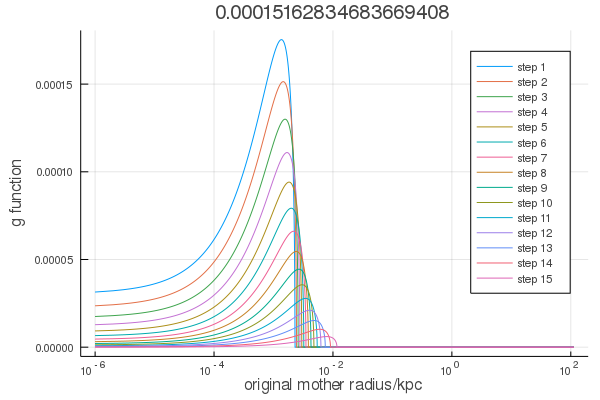 0.00015162834683669408
g function
0.00015
0.00010
0.00005
0.00000
step 1
step 2
step 3
step 4
step 5
step 6
step 7
step 8
step 9
step 10
step 11
step 12
step 13
step 14
step 15
10^-6 10^-4 10^-2 10^0 10^2
original mother radius/kpc